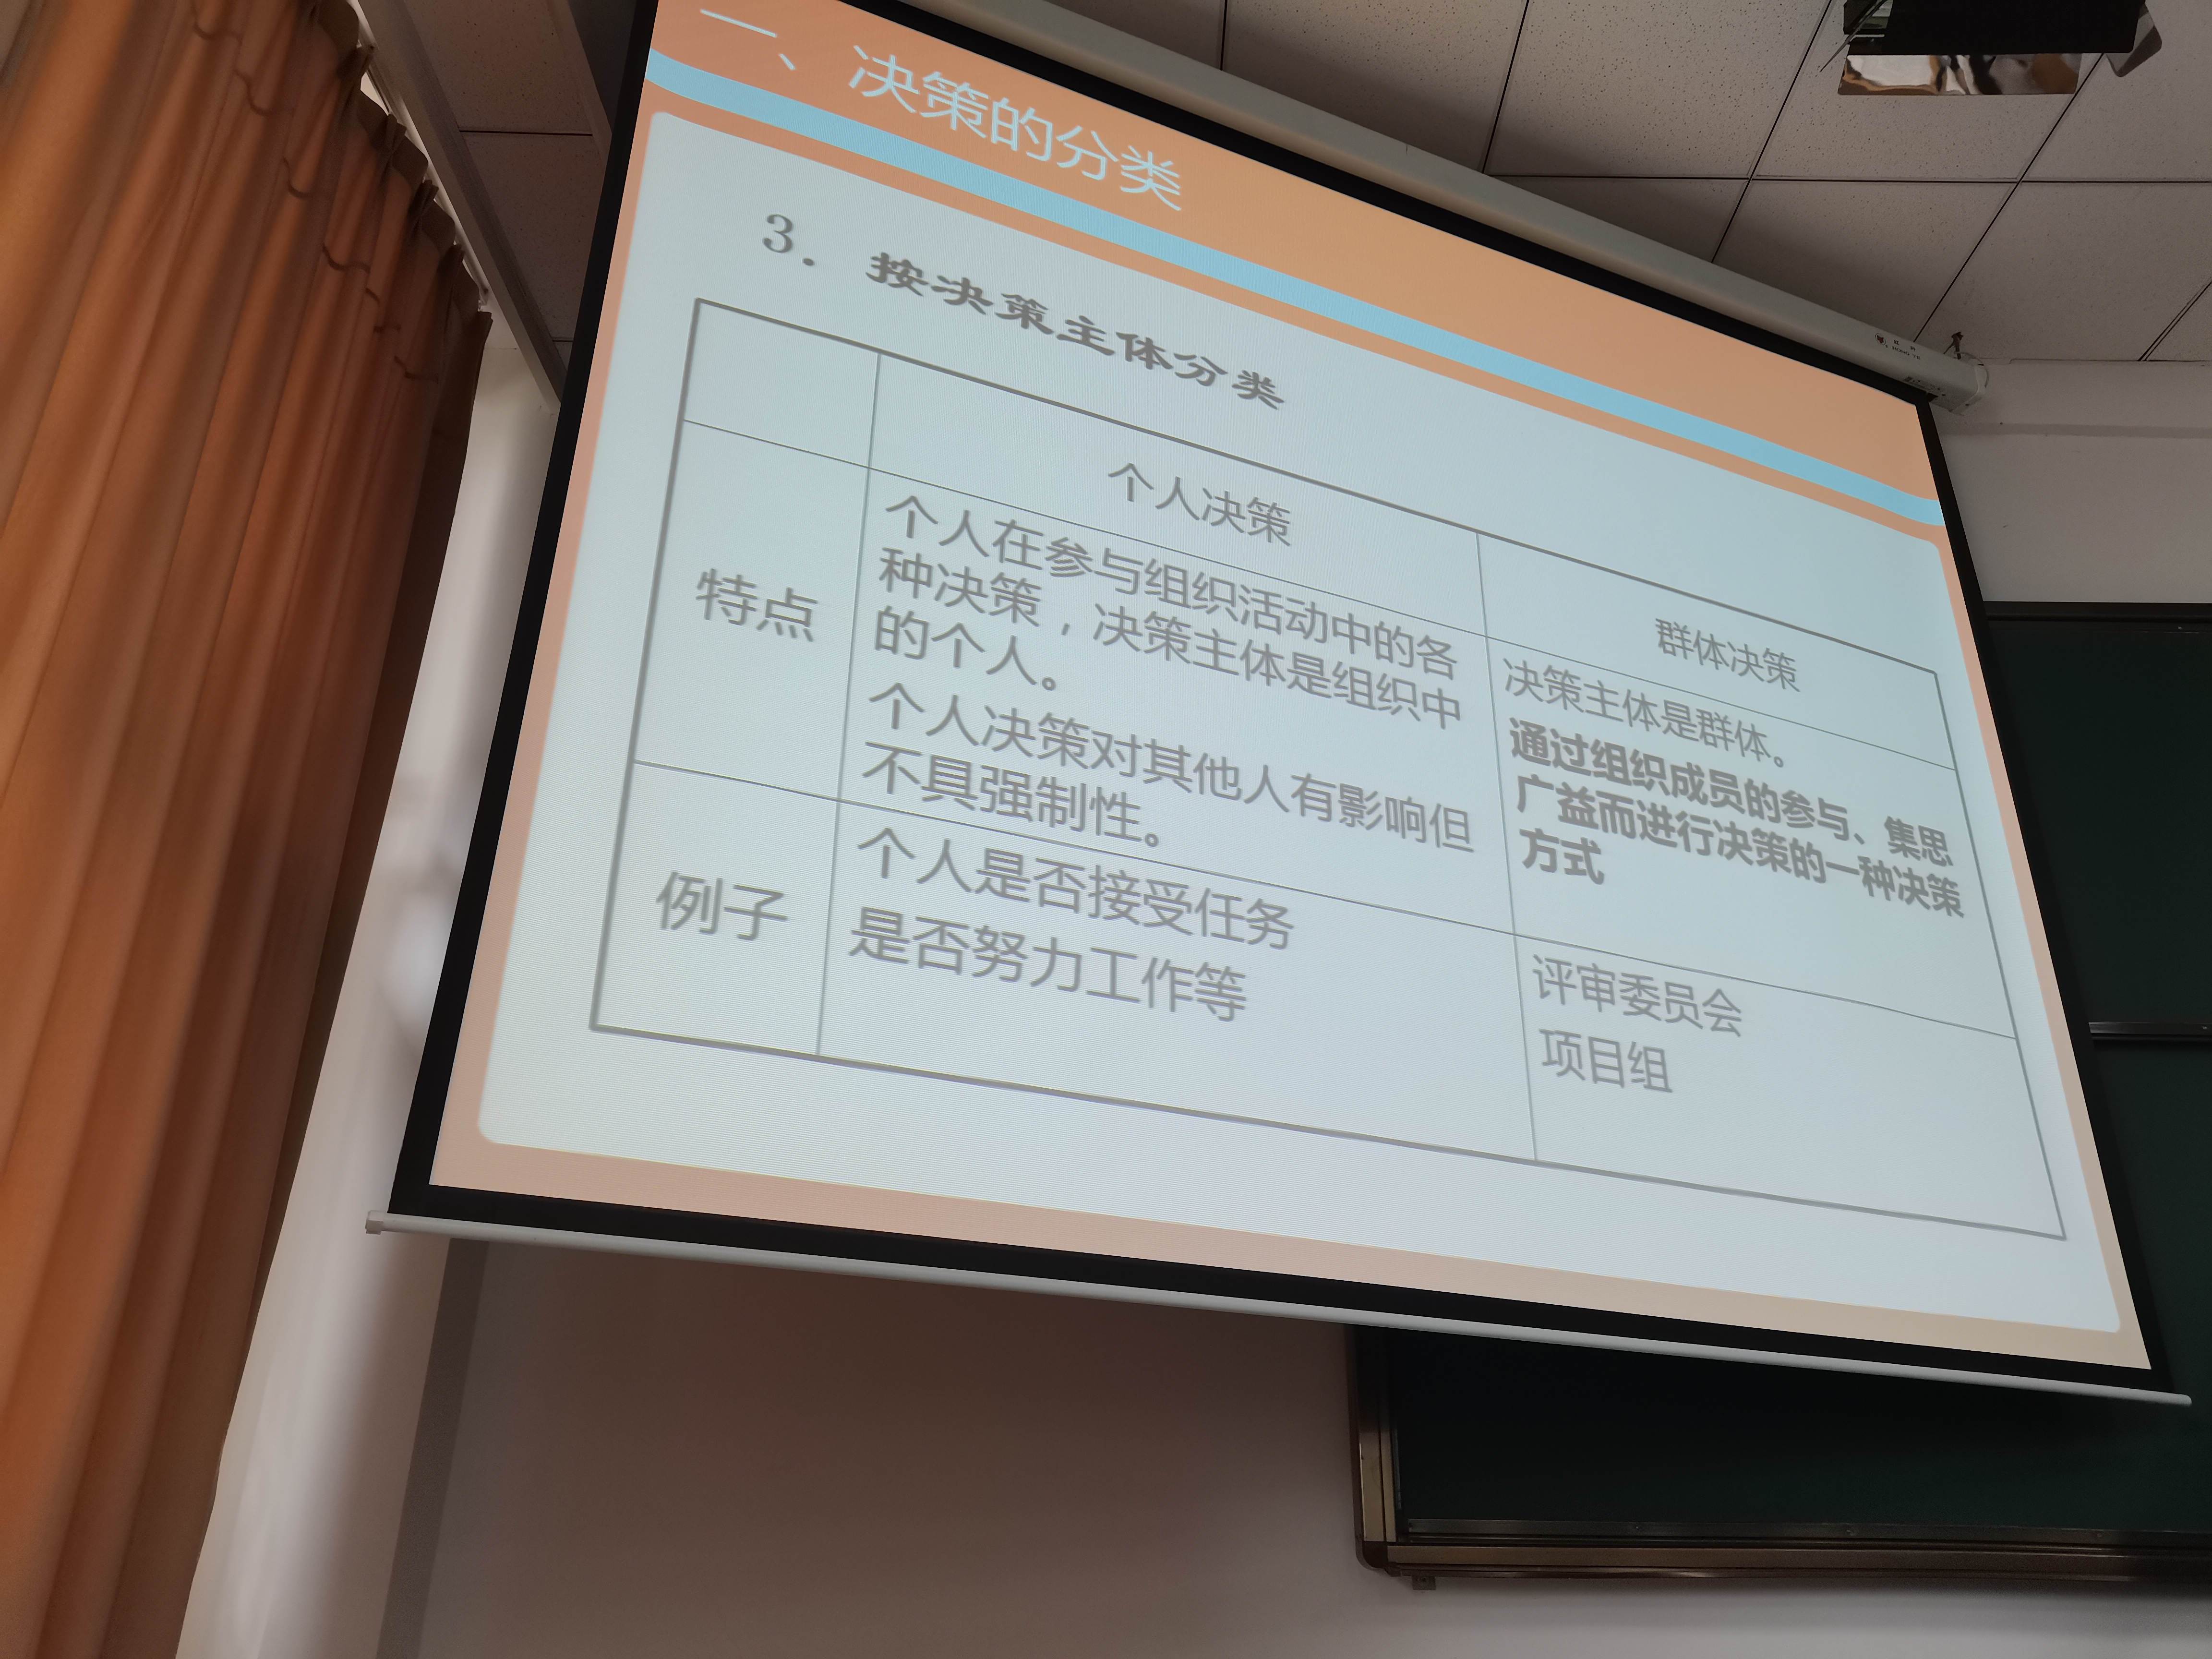 一、决策的分类
3. 按决策主体分类
个人决策
群体决策
特点
个人在参与组织活动中的各
种决策，决策主体是组织中
的个人。
个人决策对其他人有影响但
不具强制性。
决策主体是群体。
通过组织成员的参与、集思
广益而进行决策的一种决策
方式
例子
个人是否接受任务
是否努力工作等
评审委员会
项目组